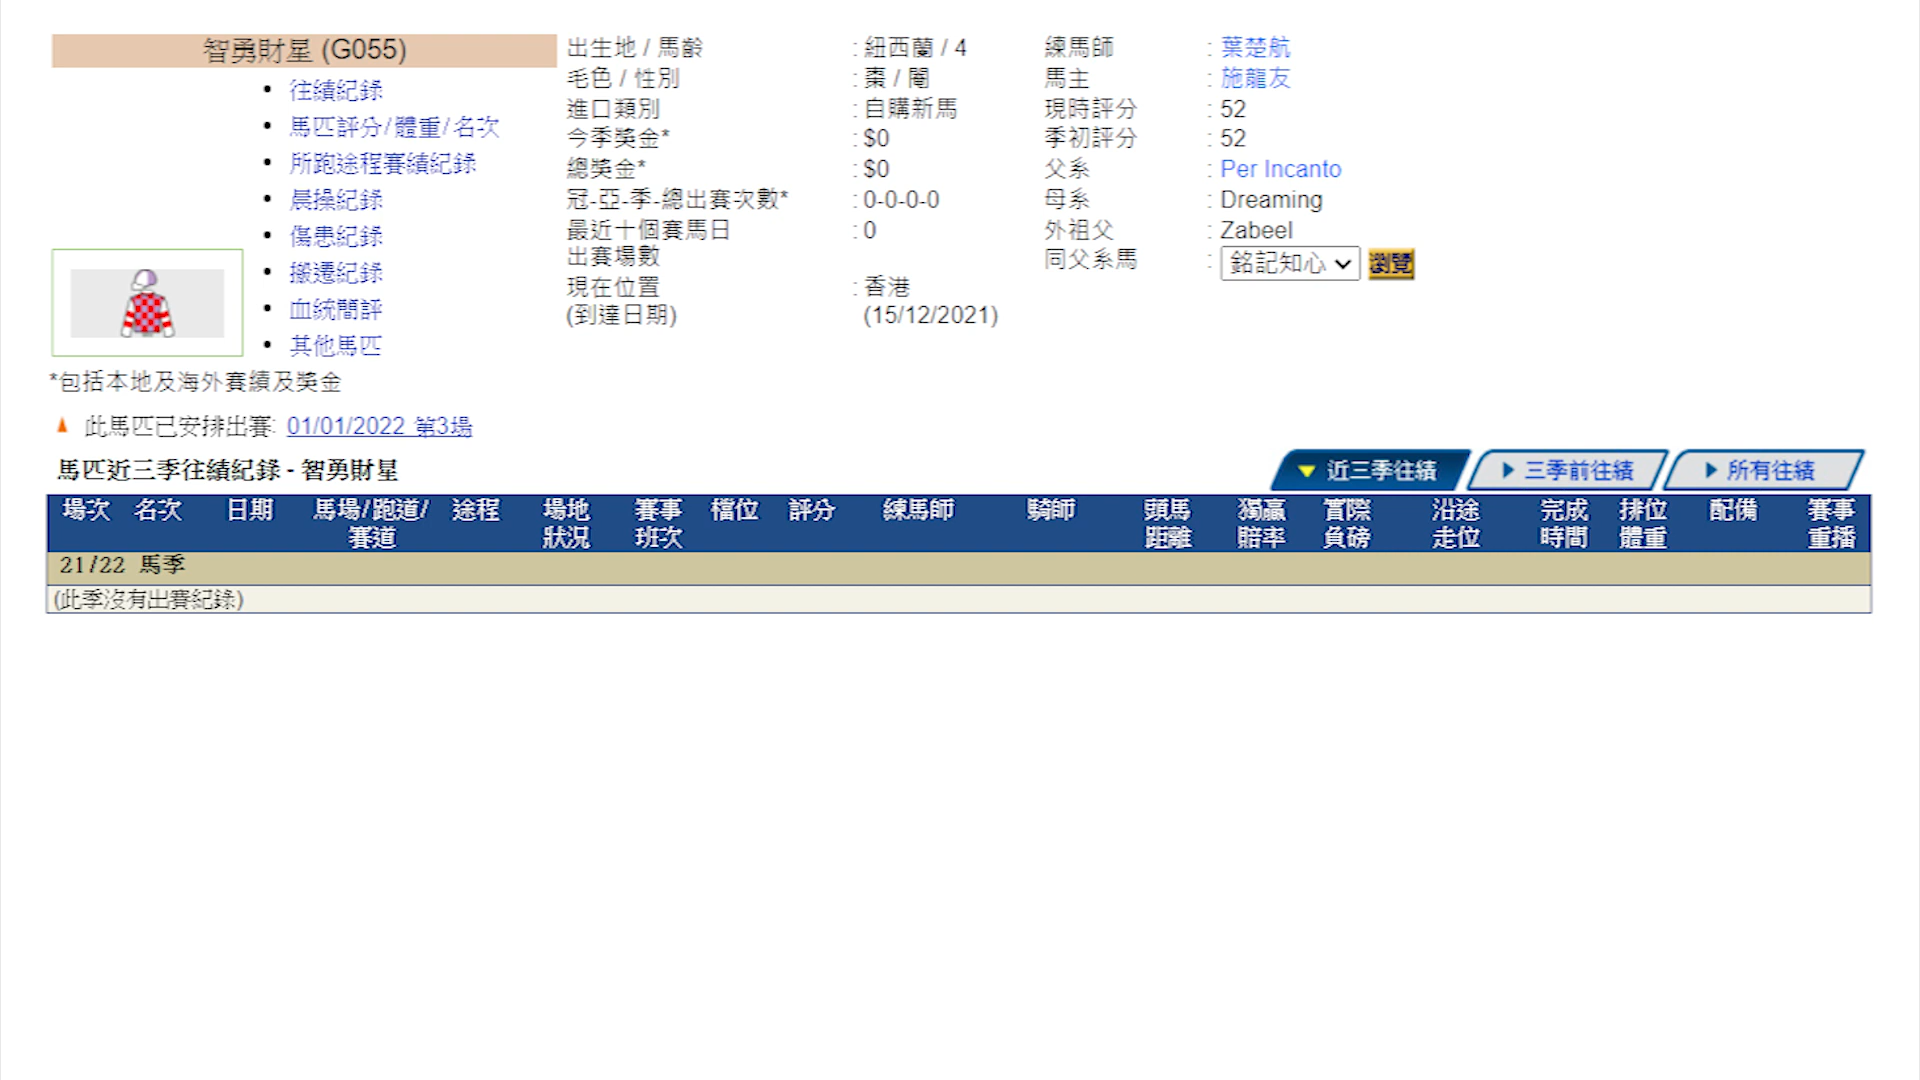 智勇財星 (G055)
• 往績紀錄
• 馬匹評分/體重/名次
• 所跑途程賽績紀錄
• 晨操紀錄
• 傷患紀錄
• 搬遷紀錄
• 血統簡評
• 其他馬匹
出生地 / 馬齡 : 紐西蘭 / 4
毛色 / 性別 : 棗 / 閹
進口類別 : 自購新馬
今季獎金* : $0
總獎金* : $0
冠-亞-季-總出賽次數* : 0-0-0-0
最近十個賽馬日 : 0
出賽場數
現在位置 : 香港
(到達日期) (15/12/2021)
練馬師 : 葉楚航
馬主 : 施龍友
現時評分 : 52
季初評分 : 52
父系 : Per Incanto
母系 : Dreaming
外祖父 : Zabeel
同父系馬 : 銘記知心 瀏覽
*包括本地及海外賽績及獎金
此馬匹已安排出賽: 01/01/2022 第3場
馬匹近三季往績紀錄 - 智勇財星 近三季往績 三季前往績 所有往績
場次 名次 日期 馬場/跑道/ 途程 場地 賽事 檔位 評分 練馬師 騎師 頭馬 獨贏 實際 沿途 完成 排位 配備 賽事
賽道 狀況 班次 距離 賠率 負磅 走位 時間 體重 重播
21/22 馬季
(此季沒有出賽紀錄)